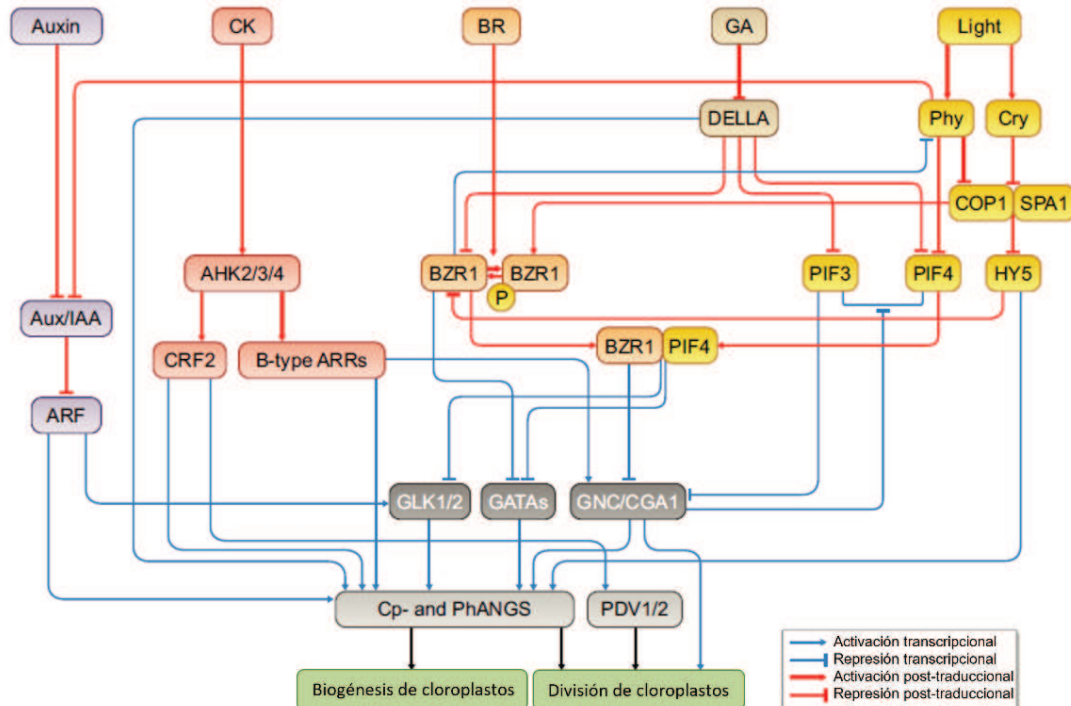 Auxin
CK
BR
GA
Light
DELLA
Phy
Cry
COP1
SPA1
AHK2/3/4
BZR1
BZR1
P
PIF3
PIF4
HY5
Aux/IAA
CRF2
B-type ARRs
BZR1
PIF4
ARF
GLK1/2
GATAs
GNC/CGA1
Cp- and PhANGS
PDV1/2
Biogénesis de cloroplastos
División de cloroplastos
Activación transcripcional
Represión transcripcional
Activación post-traduccional
Represión post-traduccional